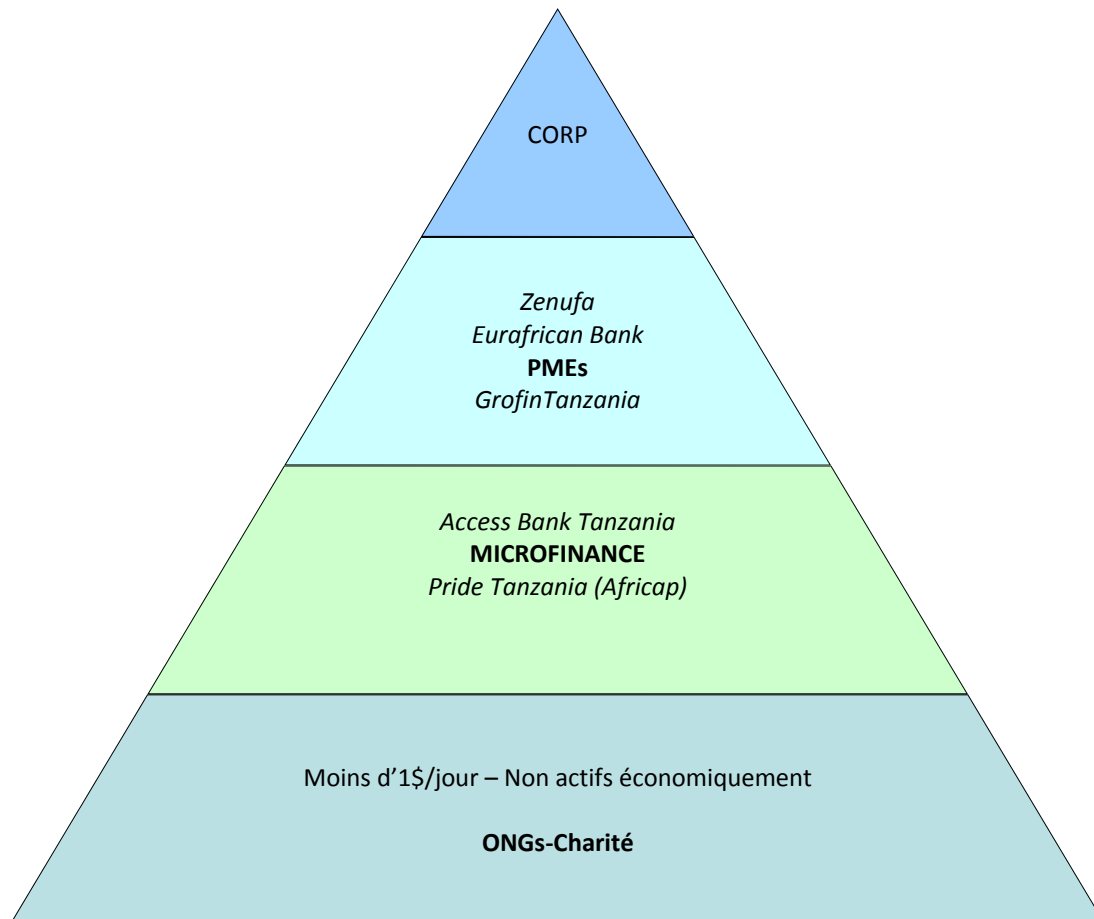 CORP
Zenufa
Eurafrican Bank
PMEs
GrofinTanzania
Access Bank Tanzania
MICROFINANCE
Pride Tanzania (Africap)
Moins d’1$/jour – Non actifs économiquement
ONGs-Charité